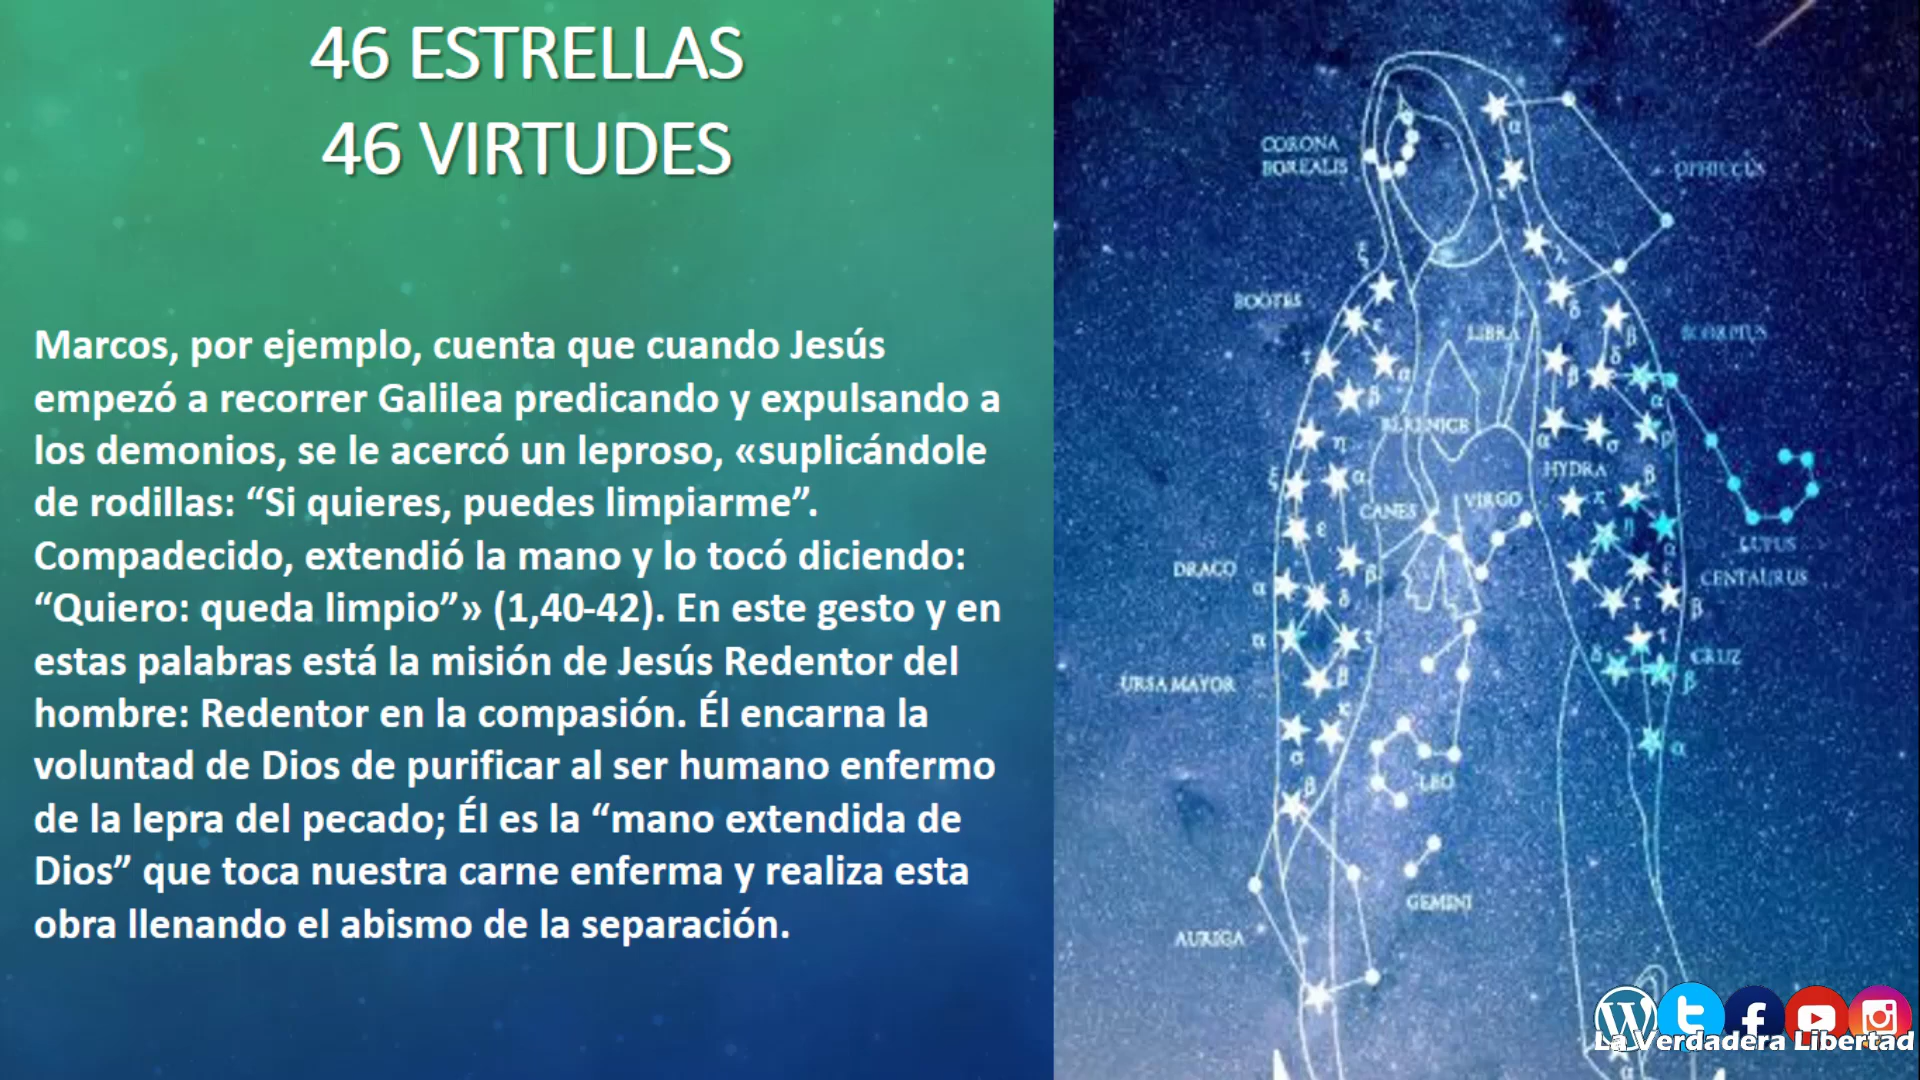 46 ESTRELLAS
46 VIRTUDES
Marcos, por ejemplo, cuenta que cuando Jesús
empezó a recorrer Galilea predicando y expulsando a
los demonios, se le acercó un leproso, «suplicándole
de rodillas: “Si quieres, puedes limpiarme”.
Compadecido, extendió la mano y lo tocó diciendo:
“Quiero: queda limpio”» (1,40-42). En este gesto y en
estas palabras está la misión de Jesús Redentor del
hombre: Redentor en la compasión. Él encarna la
voluntad de Dios de purificar al ser humano enfermo
de la lepra del pecado; Él es la “mano extendida de
Dios” que toca nuestra carne enferma y realiza esta
obra llenando el abismo de la separación.
CORONA
BOREALIS
OPHIUCUS
BOOTES
LIBRA
SCORPIUS
BERENICE
HYDRA
CANES
VIRGO
LUPUS
DRACO
CENTAURUS
CRUZ
URSA MAYOR
LEO
GEMINI
AURIGA
La Verdadera Libertad